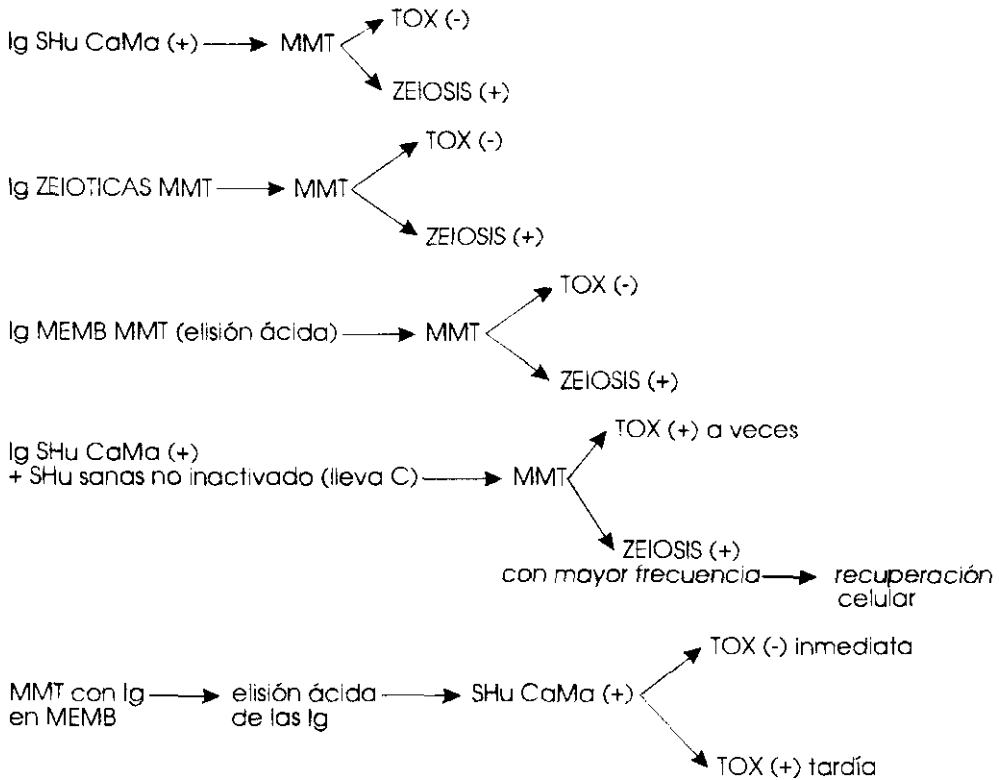 TOX (-)
Ig SHu CaMa (+) MMT
ZEIOSIS (+)
TOX (-)
Ig ZEIOTICAS MMT MMT
ZEIOSIS (+)
TOX (-)
Ig MEMB MMT (elisión ácida) MMT
ZEIOSIS (+)
TOX (+) a veces
Ig SHu CaMa (+)
+ SHu sanas no inactivado (lleva C) MMT
ZEIOSIS (+)
con mayor frecuencia recuperación
celular
TOX (-) inmediata
MMT con Ig elisión ácida SHu CaMa (+)
en MEMB de las Ig
TOX (+) tardía